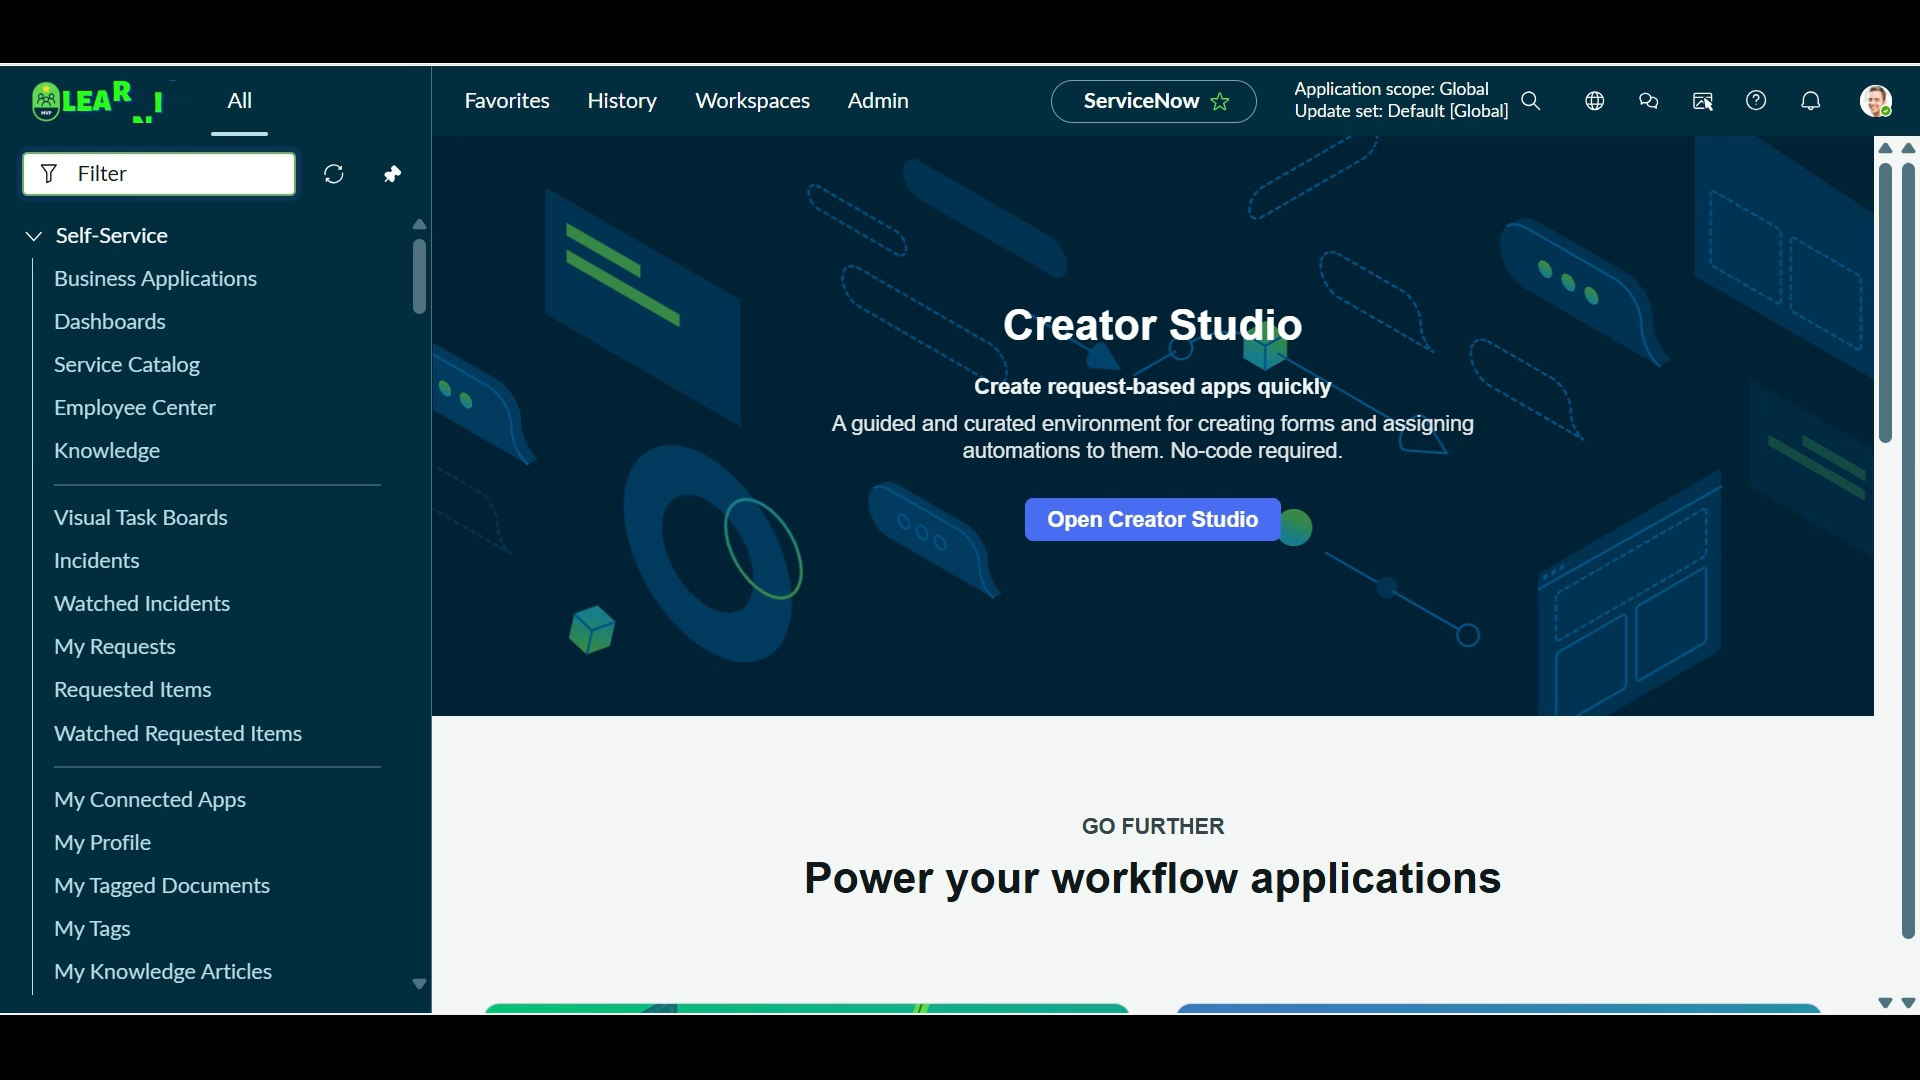 All
Favorites
History
Workspaces
Admin
ServiceNow
Application scope: Global
Update set: Default [Global]
Filter
Self-Service
Business Applications
Dashboards
Service Catalog
Employee Center
Knowledge
Visual Task Boards
Incidents
Watched Incidents
My Requests
Requested Items
Watched Requested Items
My Connected Apps
My Profile
My Tagged Documents
My Tags
My Knowledge Articles
Creator Studio
Create request-based apps quickly
A guided and curated environment for creating forms and assigning
automations to them. No-code required.
Open Creator Studio
GO FURTHER
Power your workflow applications